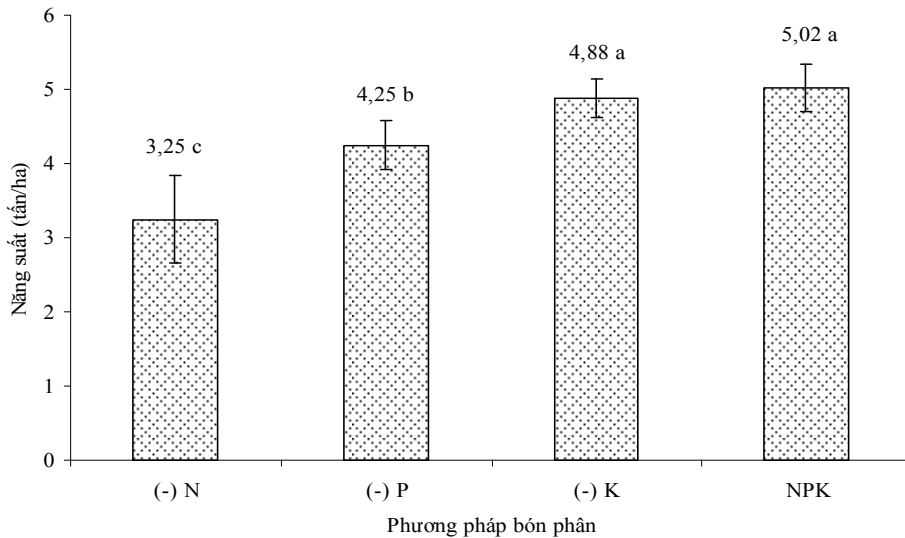 6
5
4
3
2
1
0
Năng suất (tấn/ha)
3,25 c
4,25 b
4,88 a
5,02 a
(-) N
(-) P
(-) K
NPK
Phương pháp bón phân